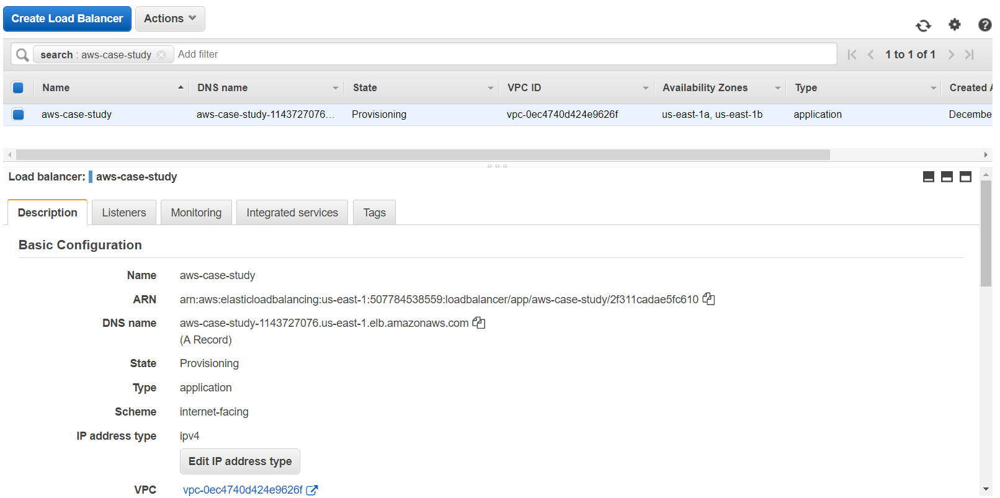 Create Load Balancer Actions
search : aws-case-study Add filter 1 to 1 of 1
Name DNS name State VPC ID Availability Zones Type Created A
aws-case-study aws-case-study-1143727076... Provisioning vpc-0ec4740d424e9626f us-east-1a, us-east-1b application Decembe
Load balancer: aws-case-study
Description Listeners Monitoring Integrated services Tags
Basic Configuration
Name aws-case-study
ARN arn:aws:elasticloadbalancing:us-east-1:507784538559:loadbalancer/app/aws-case-study/2f311cadae5fc610
DNS name aws-case-study-1143727076.us-east-1.elb.amazonaws.com
(A Record)
State Provisioning
Type application
Scheme internet-facing
IP address type ipv4
Edit IP address type
VPC vpc-0ec4740d424e9626f